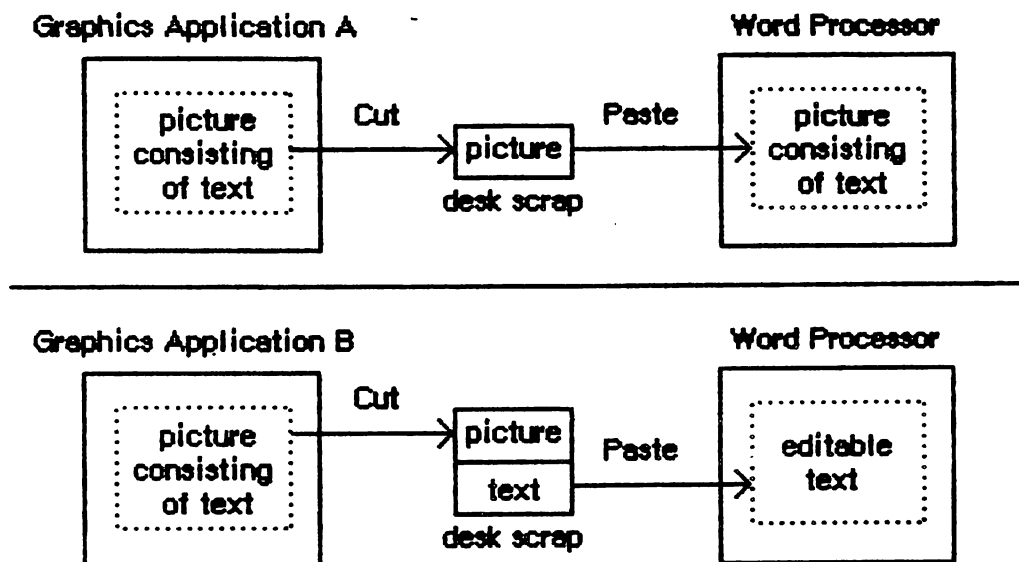 Graphics Application A
Word Processor
picture
consisting
of text
Cut
picture
desk scrap
Paste
picture
consisting
of text
Graphics Application B
Word Processor
picture
consisting
of text
Cut
picture
text
desk scrap
Paste
editable
text